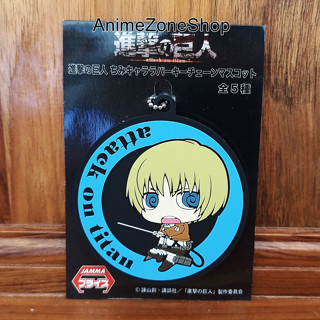 AnimeZoneShop
進撃の巨人
attack on titan
進撃の巨人 ちみキャララバーキーチェーンマスコット
全5種
attack on titan
JAMMA
プライズ
© 諫山創・講談社/「進撃の巨人」製作委員会